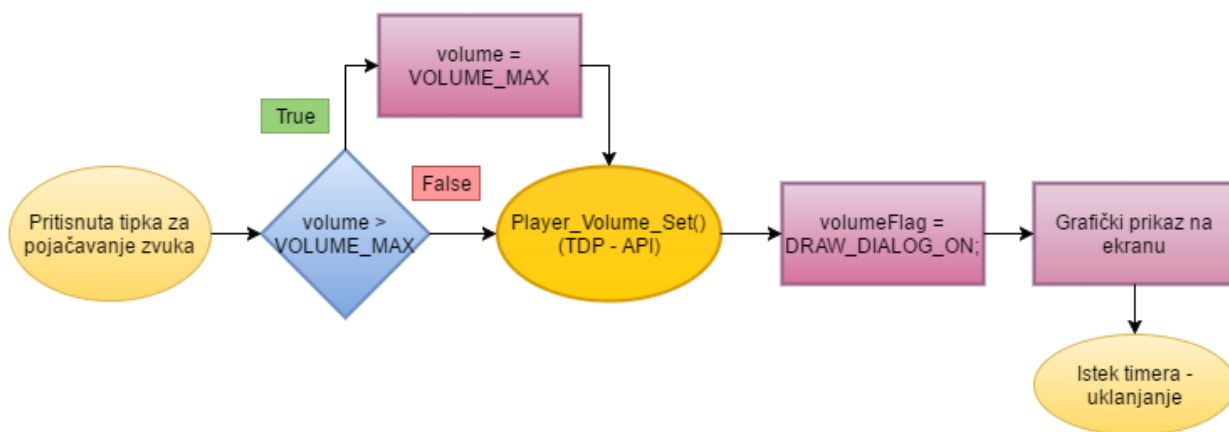 volume =
VOLUME_MAX
True
False
Pritisnuta tipka za
pojačavanje zvuka
volume >
VOLUME_MAX
Player_Volume_Set()
(TDP - API)
volumeFlag =
DRAW_DIALOG_ON;
Grafički prikaz na
ekranu
Istek timera -
uklanjanje